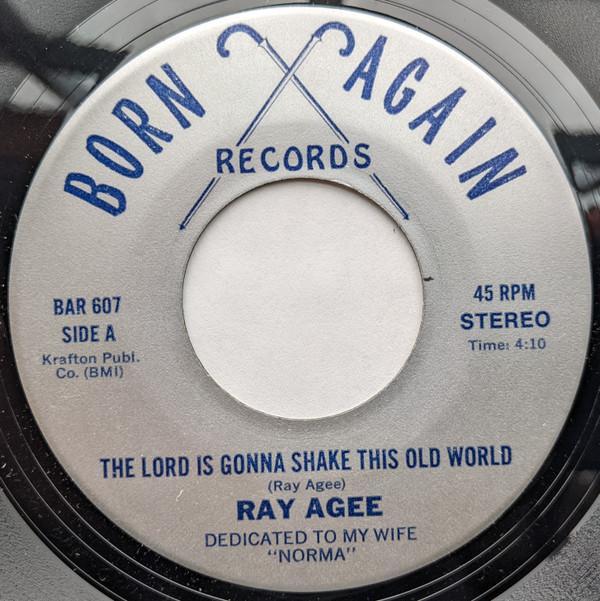 BORN AGAIN
RECORDS
BAR 607
SIDE A
Krafton Publ.
Co. (BMI)
45 RPM
STEREO
Time: 4:10
THE LORD IS GONNA SHAKE THIS OLD WORLD
(Ray Agee)
RAY AGEE
DEDICATED TO MY WIFE
"NORMA"